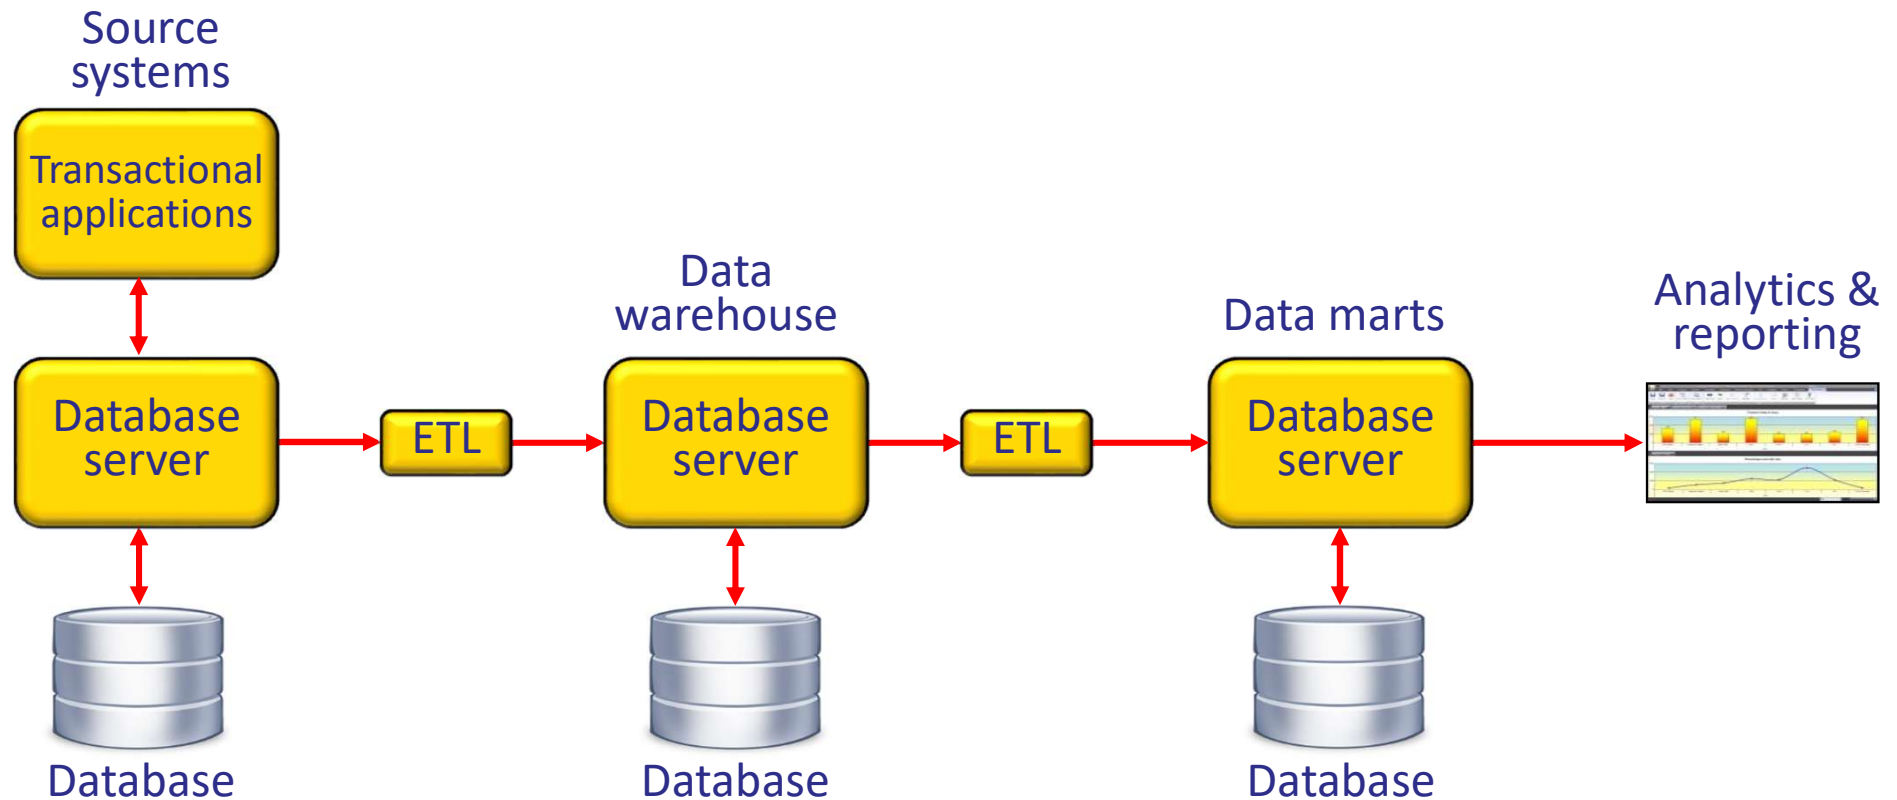 Source
systems
Transactional
applications
Database
server
ETL
Data
warehouse
Database
server
ETL
Data marts
Database
server
Analytics &
reporting
Database
Database
Database